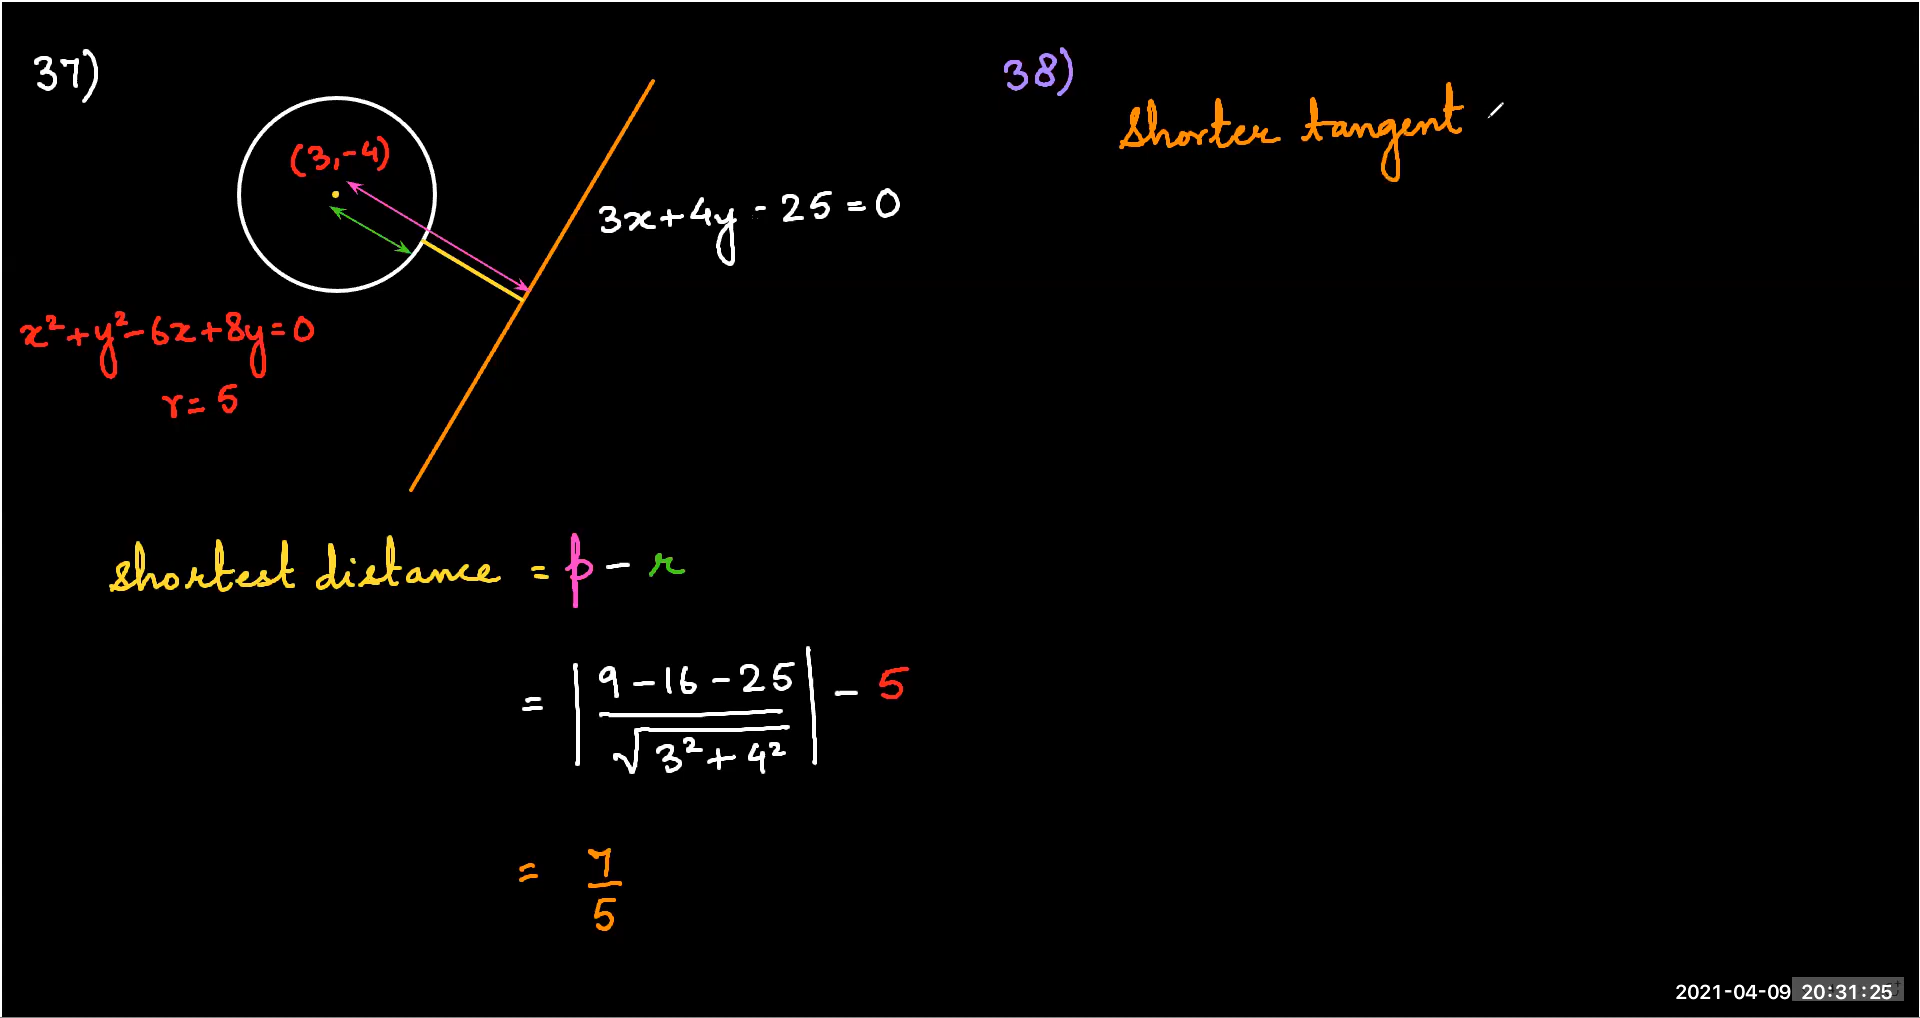 37)
(3,-4)
3x+4y-25=0
x²+y²-6x+8y=0
r=5
shortest distance = p - r
= |(9-16-25)/√(3²+4²)| - 5
= 7/5
38)
shorter tangent
2021-04-09 20:31:25